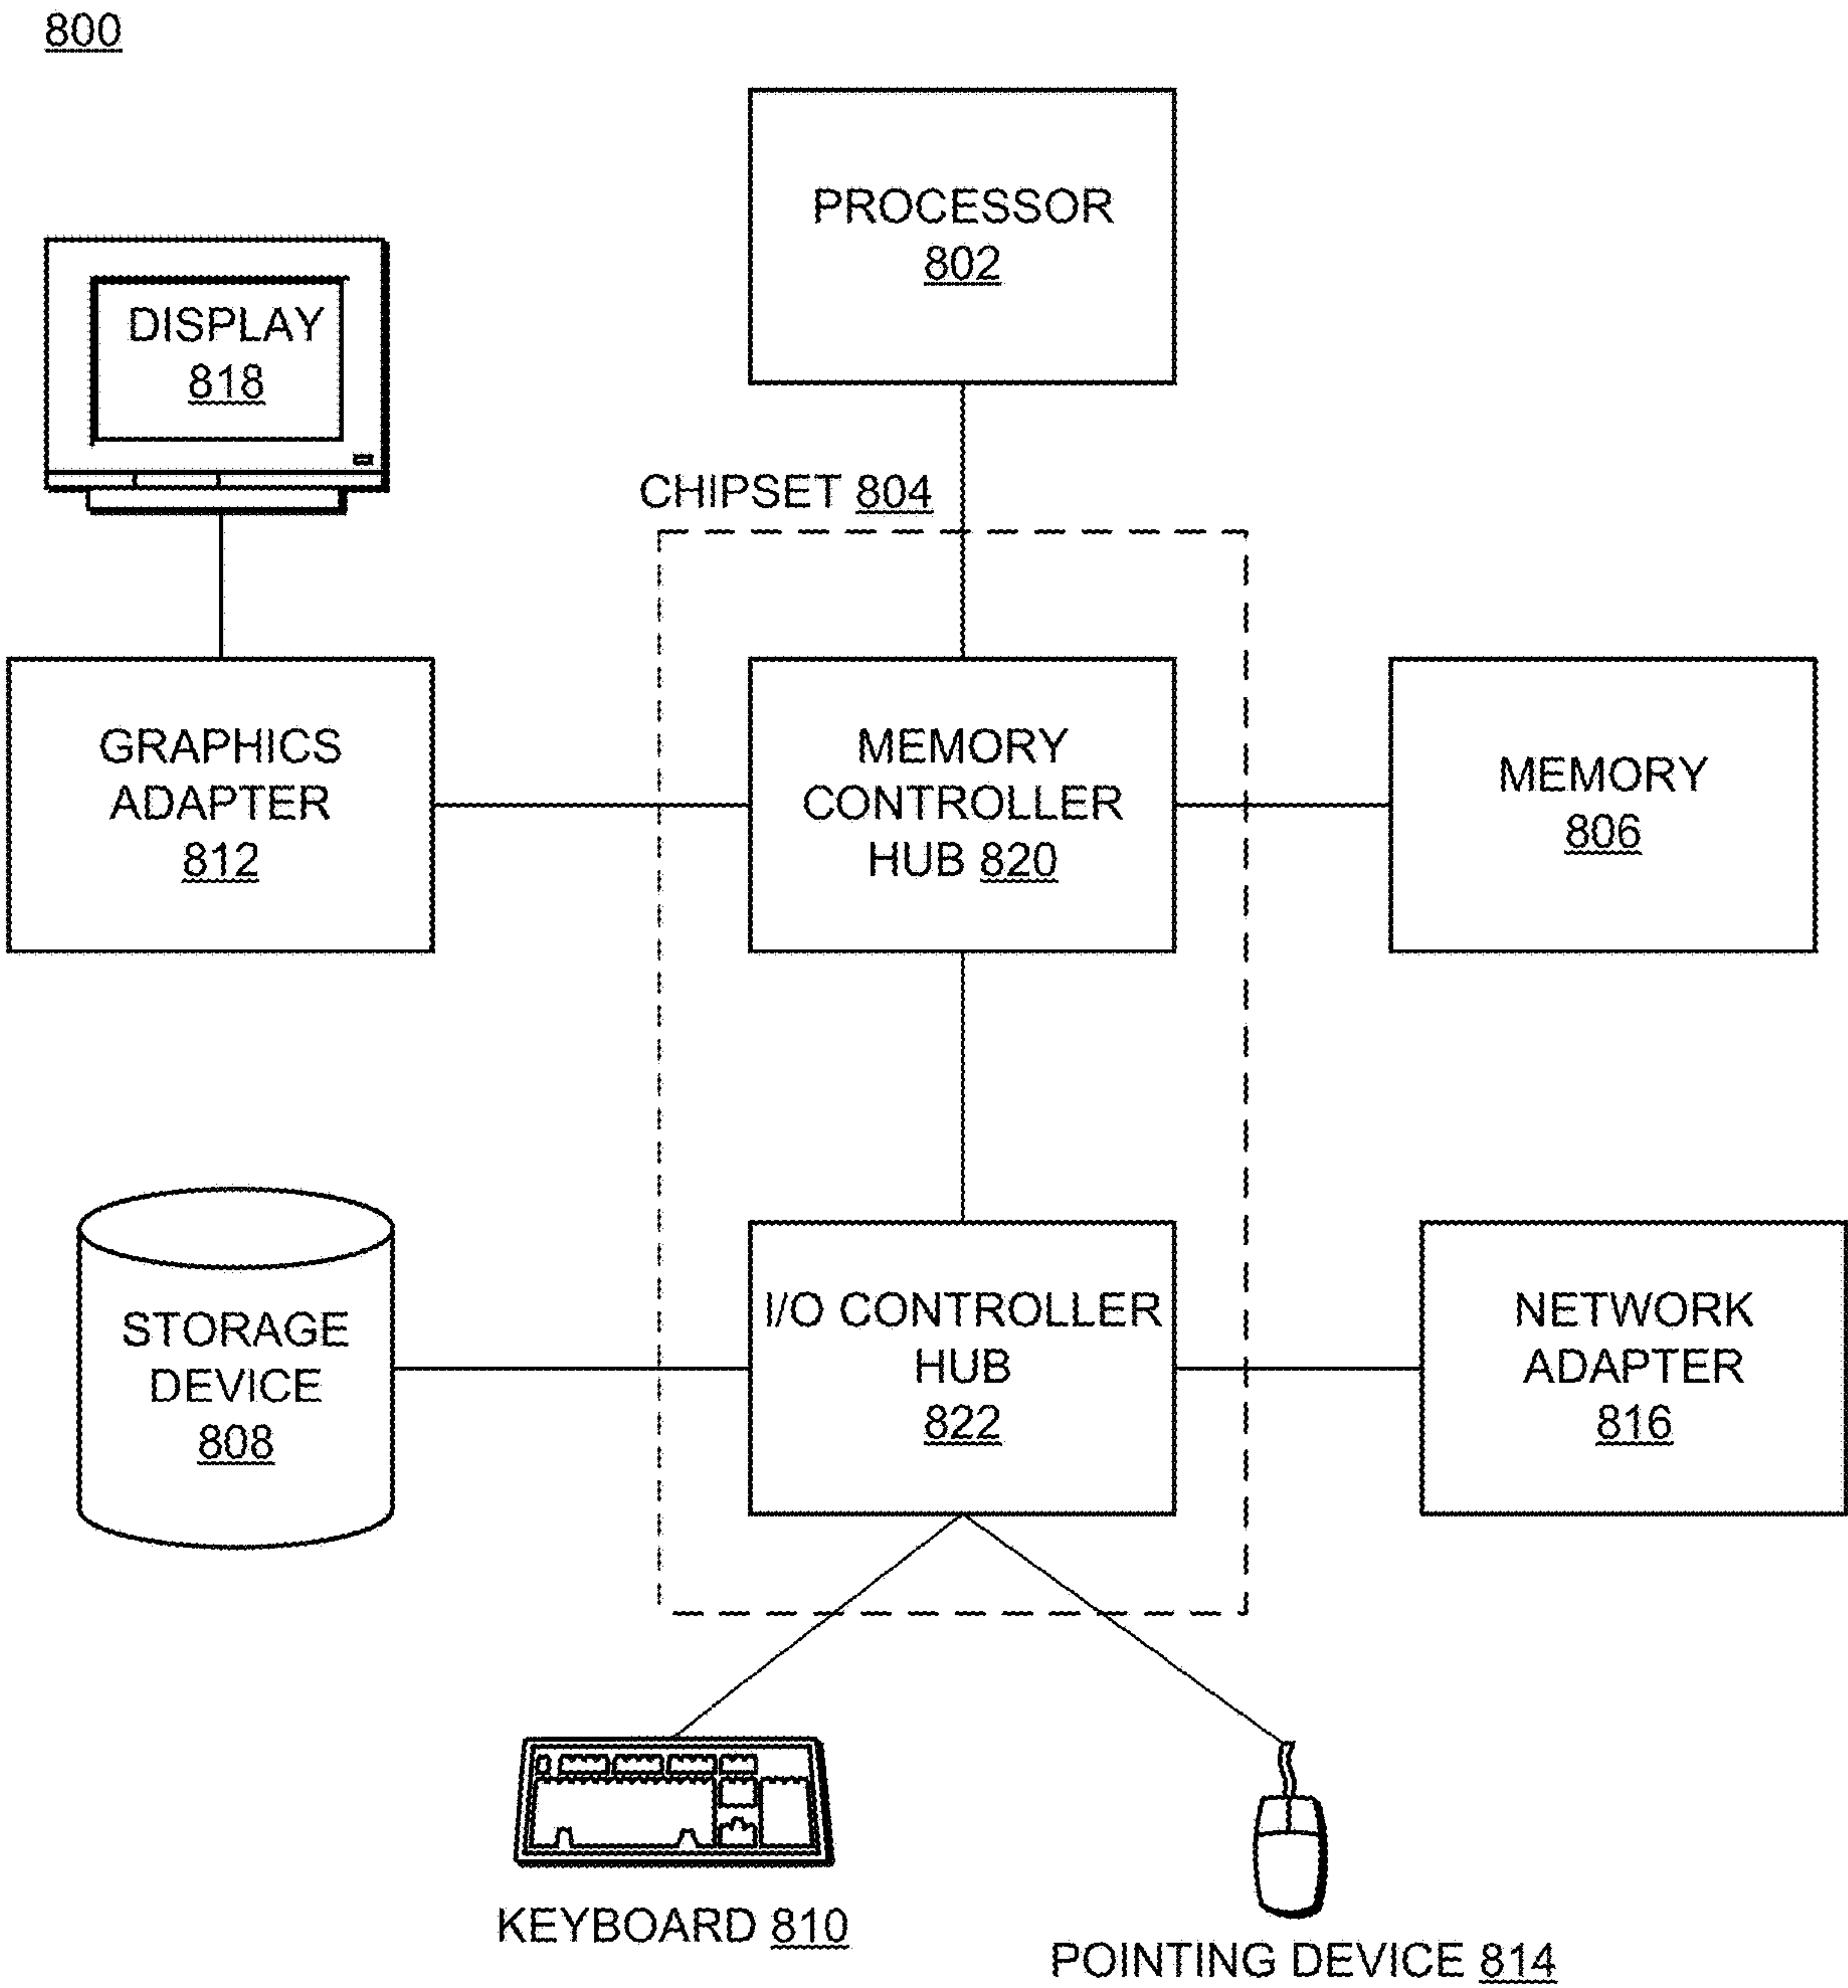 800
PROCESSOR
802
DISPLAY
818
CHIPSET 804
GRAPHICS
ADAPTER
812
MEMORY
CONTROLLER
HUB 820
MEMORY
806
STORAGE
DEVICE
808
I/O CONTROLLER
HUB
822
NETWORK
ADAPTER
816
KEYBOARD 810
POINTING DEVICE 814